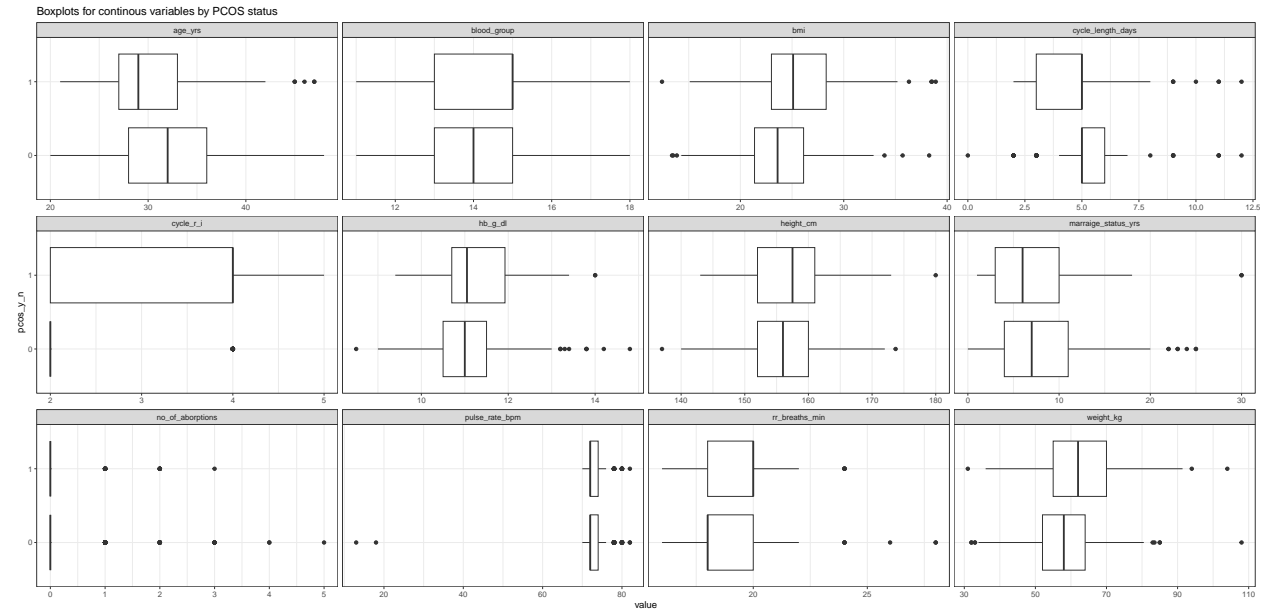 Boxplots for continous variables by PCOS status
age_yrs blood_group bmi cycle_length_days
1
0
20 30 40 12 14 16 18 20 30 40 0.0 2.5 5.0 7.5 10.0 12.5
cycle_r_i hb_g_dl height_cm marraige_status_yrs
1
0
2 3 4 5 10 12 14 140 150 160 170 180 0 10 20 30
no_of_aborptions pulse_rate_bpm rr_breaths_min weight_kg
1
0
0 1 2 3 4 5 20 40 60 80 20 25 30 50 70 90 110
pcos_y_n
value